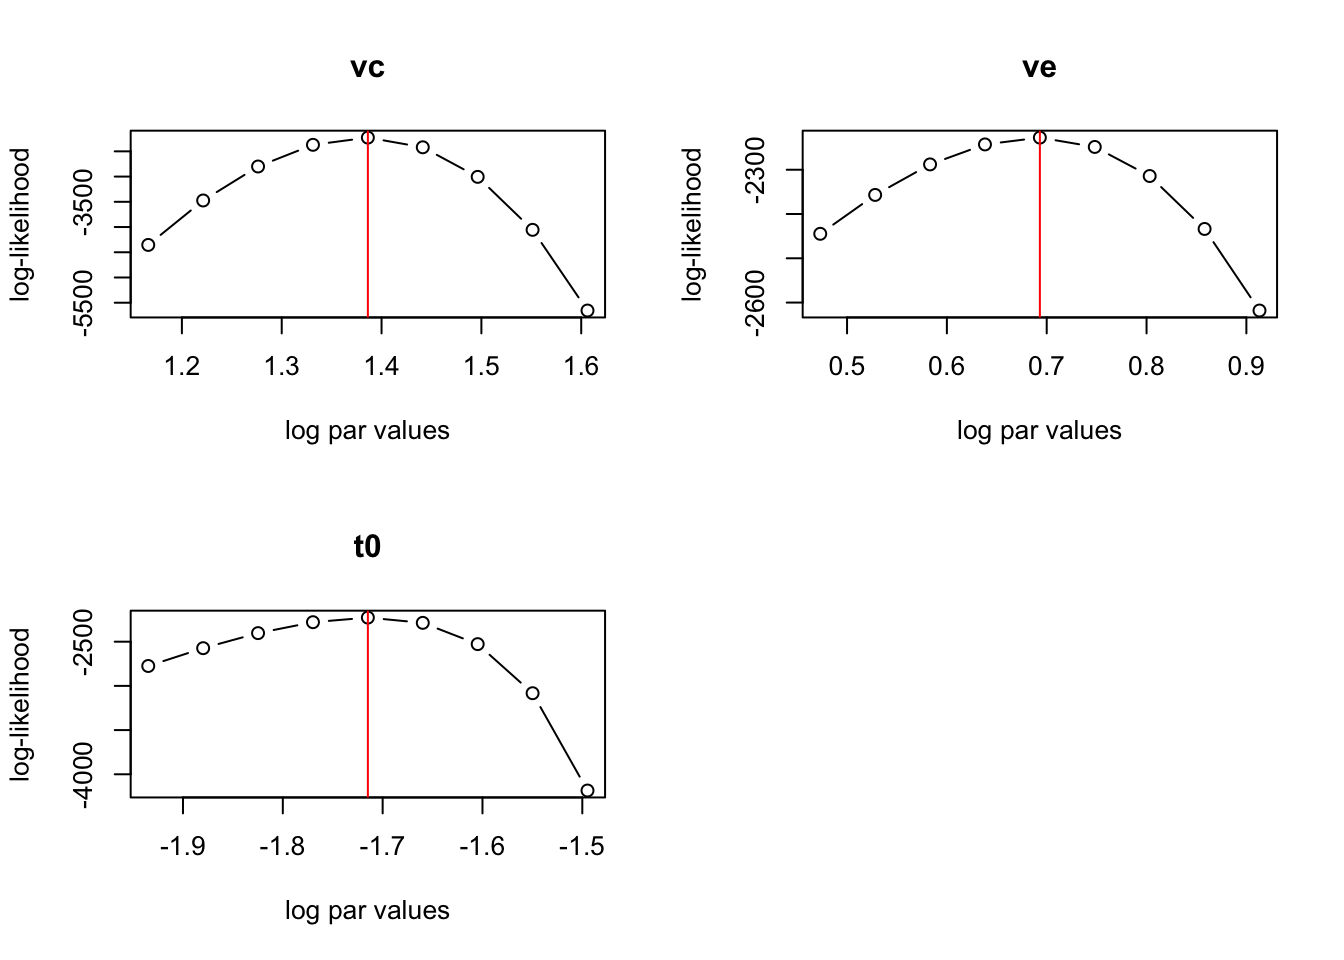 vc
log-likelihood
-3500
-5500
1.2 1.3 1.4 1.5 1.6
log par values
ve
log-likelihood
-2300
-2600
0.5 0.6 0.7 0.8 0.9
log par values
t0
log-likelihood
-2500
-4000
-1.9 -1.8 -1.7 -1.6 -1.5
log par values